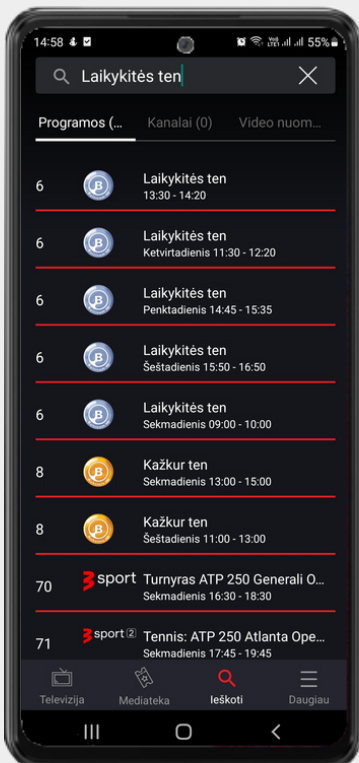 14:58
55%
Laikykitės ten
Programos (... Kanalai (0) Video nuom...
6 Laikykitės ten
13:30 - 14:20
6 Laikykitės ten
Ketvirtadienis 11:30 - 12:20
6 Laikykitės ten
Penktadienis 14:45 - 15:35
6 Laikykitės ten
Šeštadienis 15:50 - 16:50
6 Laikykitės ten
Sekmadienis 09:00 - 10:00
8 Kažkur ten
Sekmadienis 13:00 - 15:00
8 Kažkur ten
Šeštadienis 11:00 - 13:00
70 3 sport Turnyras ATP 250 Generali O...
Sekmadienis 16:30 - 18:30
71 3 sport 2 Tennis: ATP 250 Atlanta Ope...
Sekmadienis 17:45 - 19:45
Televizija Mediateka Ieškoti Daugiau